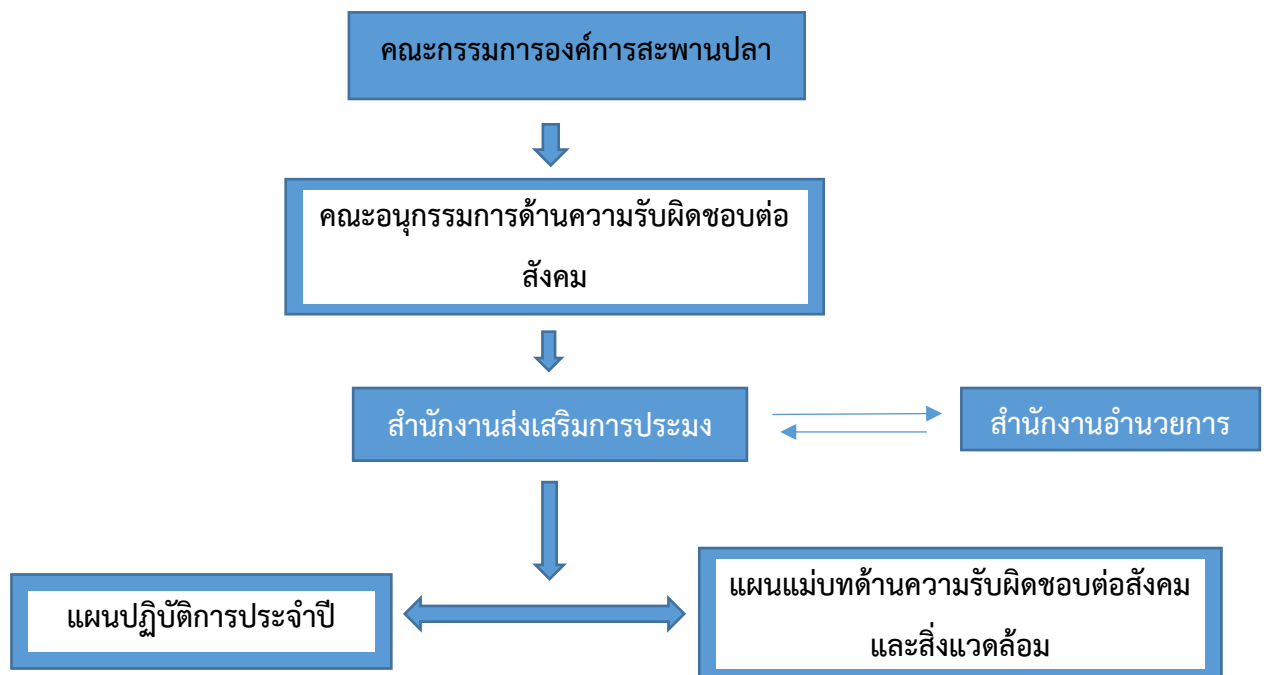 คณะกรรมการองค์การสะพานปลา
คณะอนุกรรมการด้านความรับผิดชอบต่อ
สังคม
สำนักงานส่งเสริมการประมง
สำนักงานอำนวยการ
แผนปฏิบัติการประจำปี
แผนแม่บทด้านความรับผิดชอบต่อสังคม
และสิ่งแวดล้อม